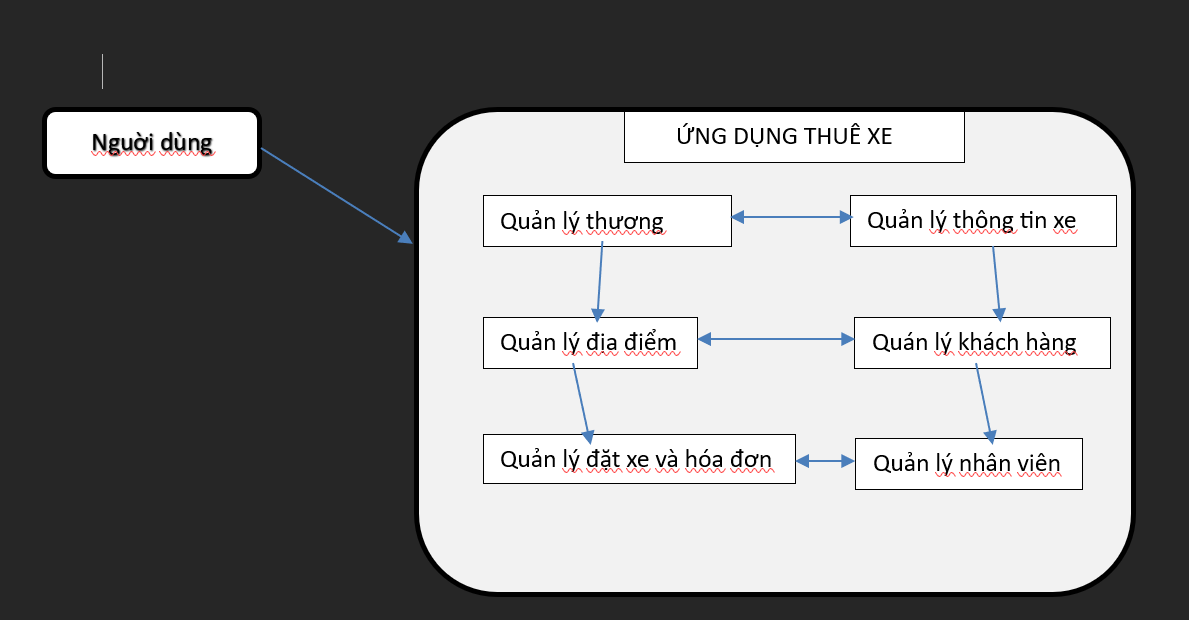 Người dùng
ỨNG DỤNG THUÊ XE
Quản lý thương
Quản lý thông tin xe
Quản lý đia điểm
Quán lý khách hàng
Quản lý đặt xe và hóa đơn
Quản lý nhân viên